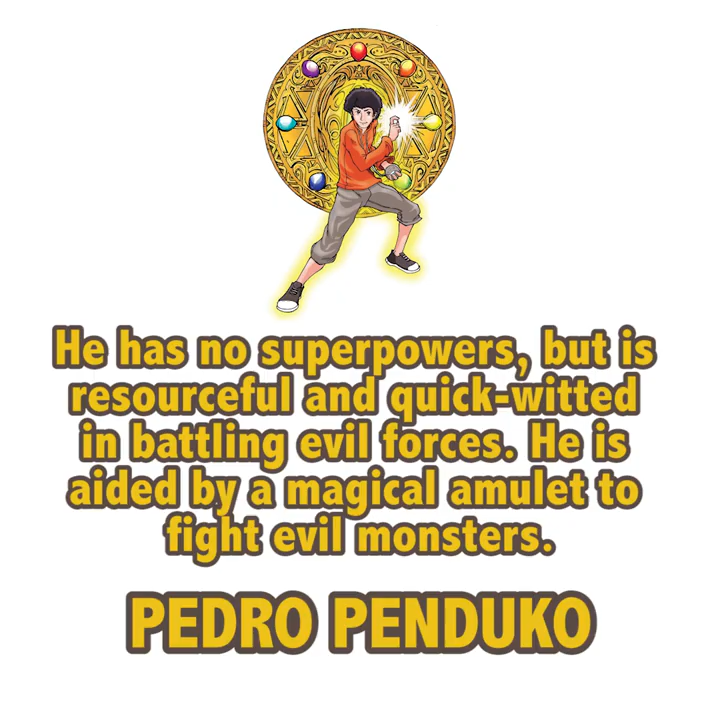 He has no superpowers, but is
resourceful and quick-witted
in battling evil forces. He is
aided by a magical amulet to
fight evil monsters.
PEDRO PENDUKO